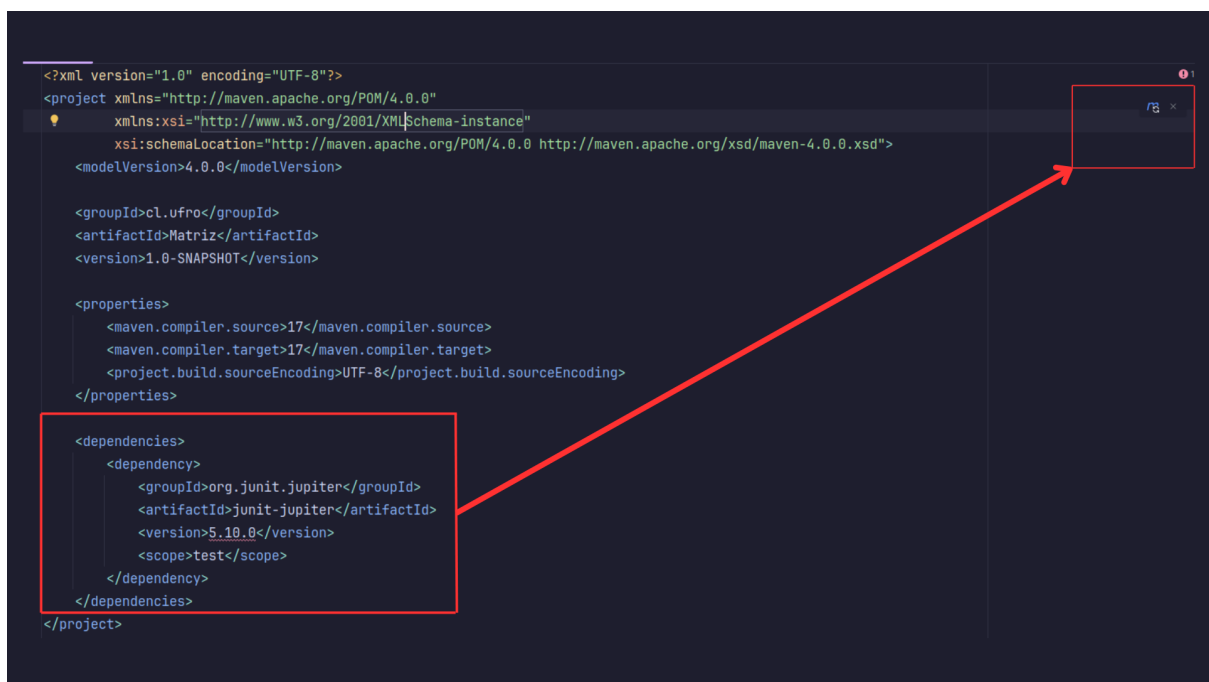 <?xml version="1.0" encoding="UTF-8"?>
<project xmlns="http://maven.apache.org/POM/4.0.0"
xmlns:xsi="http://www.w3.org/2001/XMLSchema-instance"
xsi:schemaLocation="http://maven.apache.org/POM/4.0.0 http://maven.apache.org/xsd/maven-4.0.0.xsd">
<modelVersion>4.0.0</modelVersion>
<groupId>cl.ufro</groupId>
<artifactId>Matriz</artifactId>
<version>1.0-SNAPSHOT</version>
<properties>
<maven.compiler.source>17</maven.compiler.source>
<maven.compiler.target>17</maven.compiler.target>
<project.build.sourceEncoding>UTF-8</project.build.sourceEncoding>
</properties>
<dependencies>
<dependency>
<groupId>org.junit.jupiter</groupId>
<artifactId>junit-jupiter</artifactId>
<version>5.10.0</version>
<scope>test</scope>
</dependency>
</dependencies>
</project>
1